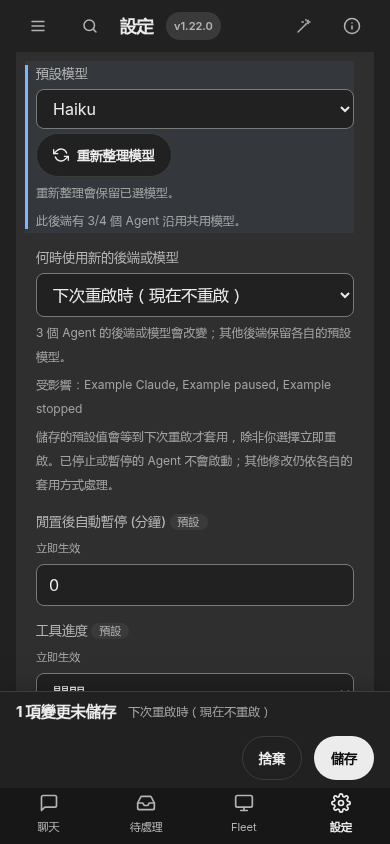 設定 v1.22.0
預設模型
Haiku
重新整理模型
重新整理會保留已選模型。
此後端有 3/4 個 Agent 沿用共用模型。
何時使用新的後端或模型
下次重啟時（現在不重啟）
3 個 Agent 的後端或模型會改變；其他後端保留各自的預設
模型。
受影響：Example Claude, Example paused, Example
stopped
儲存的預設值會等到下次重啟才套用，除非你選擇立即重
啟。已停止或暫停的 Agent 不會啟動；其他修改仍依各自的
套用方式處理。
閒置後自動暫停 (分鐘) 預設
立即生效
0
工具進度 預設
立即生效
1 項變更未儲存 下次重啟時（現在不重啟）
捨棄 儲存
聊天 待處理 Fleet 設定